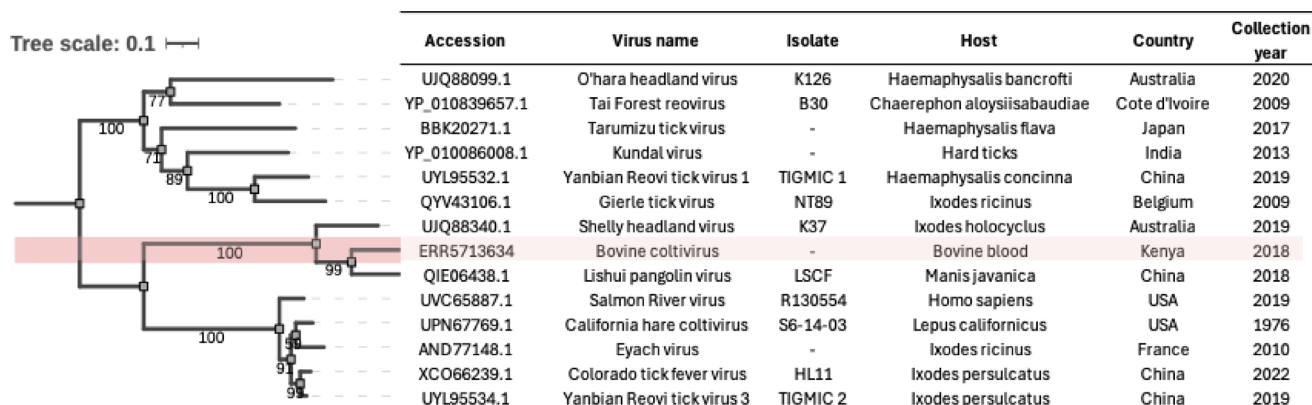 Tree scale: 0.1
Accession Virus name Isolate Host Country Collection year
UJQ88099.1 O'hara headland virus K126 Haemaphysalis bancrofti Australia 2020
YP_010839657.1 Tai Forest reovirus B30 Chaerephon aloysiisabaudiae Cote d'Ivoire 2009
BBK20271.1 Tarumizu tick virus - Haemaphysalis flava Japan 2017
YP_010086008.1 Kundal virus - Hard ticks India 2013
UYL95532.1 Yanbian Reovi tick virus 1 TIGMIC 1 Haemaphysalis concinna China 2019
QYV43106.1 Gierle tick virus NT89 Ixodes ricinus Belgium 2009
UJQ88340.1 Shelly headland virus K37 Ixodes holocyclus Australia 2019
ERR5713634 Bovine coltivirus - Bovine blood Kenya 2018
QIE06438.1 Lishui pangolin virus LSCF Manis javanica China 2018
UVC65887.1 Salmon River virus R130554 Homo sapiens USA 2019
UPN67769.1 California hare coltivirus S6-14-03 Lepus californicus USA 1976
AND77148.1 Eyach virus - Ixodes ricinus France 2010
XCO66239.1 Colorado tick fever virus HL11 Ixodes persulcatus China 2022
UYL95534.1 Yanbian Reovi tick virus 3 TIGMIC 2 Ixodes persulcatus China 2019
77
100
71
89
100
100
99
100
91